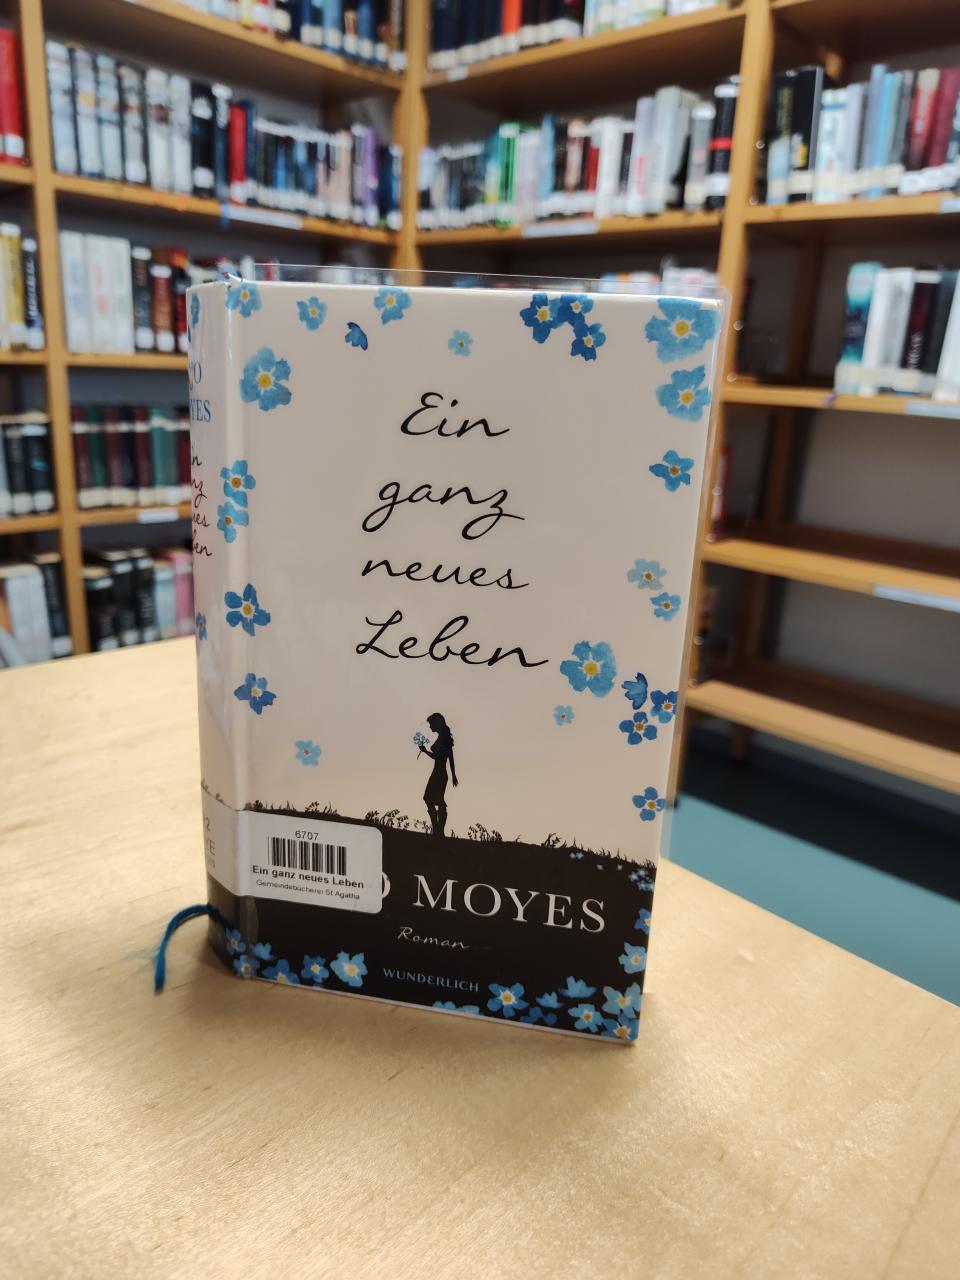 Ein
ganz
neues
Leben
6707
Ein ganz neues Leben
Gemeindebücherei St Agatha
MOYES
Roman
WUNDERLICH